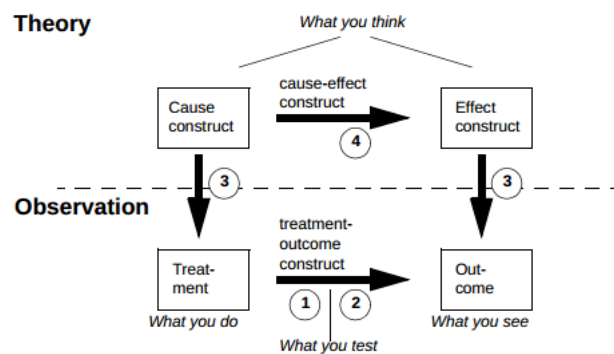 Theory
What you think
Cause
construct
cause-effect
construct
Effect
construct
4
3
3
Observation
treatment-
outcome
construct
Treat-
ment
Out-
come
1
2
What you do
What you see
What you test